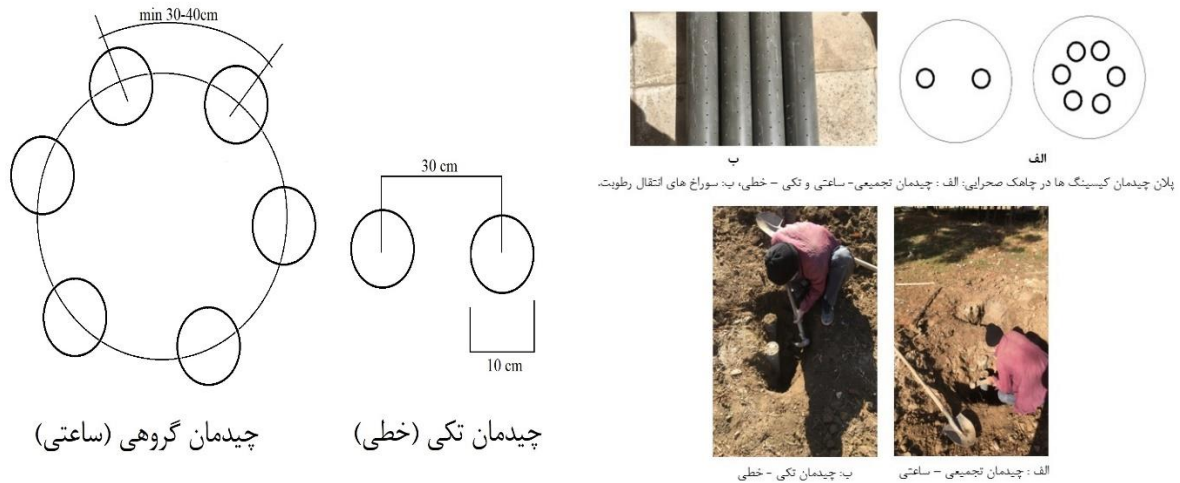 min 30-40cm
30 cm
10 cm
چیدمان گروهی (ساعتی)
چیدمان تکی (خطی)
ب
الف
پلان چیدمان کیسینگ ها در چاهک صحرایی: الف : چیدمان تجمیعی- ساعتی و تکی – خطی، ب: سوراخ های انتقال رطوبت.
ب: چیدمان تکی - خطی
الف : چیدمان تجمیعی – ساعتی